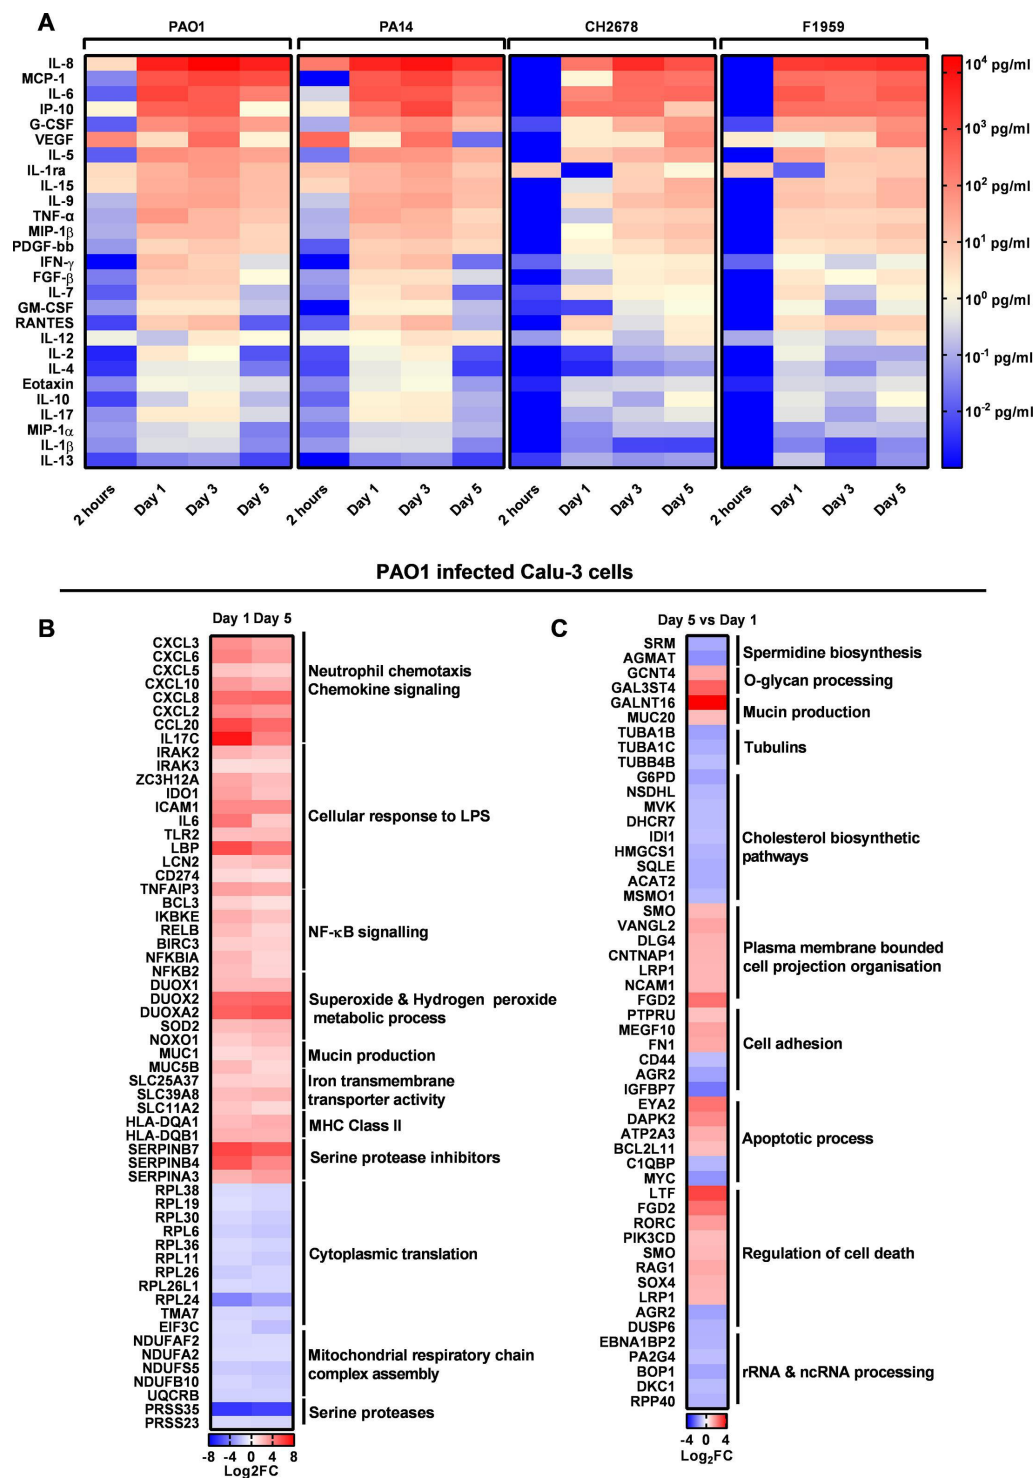 A
PAO1
PA14
CH2678
F1959
IL-8
MCP-1
IL-6
IP-10
G-CSF
VEGF
IL-5
IL-1ra
IL-15
IL-9
TNF-α
MIP-1β
PDGF-bb
IFN-γ
FGF-β
IL-7
GM-CSF
RANTES
IL-12
IL-2
IL-4
Eotaxin
IL-10
IL-17
MIP-1α
IL-1β
IL-13
10⁴ pg/ml
10³ pg/ml
10² pg/ml
10¹ pg/ml
10⁰ pg/ml
10⁻¹ pg/ml
10⁻² pg/ml
2 hours Day 1 Day 3 Day 5
2 hours Day 1 Day 3 Day 5
2 hours Day 1 Day 3 Day 5
2 hours Day 1 Day 3 Day 5
PAO1 infected Calu-3 cells
B
Day 1 Day 5
CXCL3
CXCL6
CXCL5
CXCL10
CXCL8
CXCL2
CCL20
IL17C
IRAK2
IRAK3
ZC3H12A
IDO1
ICAM1
IL6
TLR2
LBP
LCN2
CD274
TNFAIP3
BCL3
IKBKE
RELB
BIRC3
NFKBIA
NFKB2
DUOX1
DUOX2
DUOXA2
SOD2
NOXO1
MUC1
MUC5B
SLC25A37
SLC39A8
SLC11A2
HLA-DQA1
HLA-DQB1
SERPINB7
SERPINB4
SERPINA3
RPL38
RPL19
RPL30
RPL6
RPL36
RPL11
RPL26
RPL26L1
RPL24
TMA7
EIF3C
NDUFAF2
NDUFA2
NDUFS5
NDUFB10
UQCRB
PRSS35
PRSS23
Neutrophil chemotaxis
Chemokine signaling
Cellular response to LPS
NF-κB signalling
Superoxide & Hydrogen peroxide
metabolic process
Mucin production
Iron transmembrane
transporter activity
MHC Class II
Serine protease inhibitors
Cytoplasmic translation
Mitochondrial respiratory chain
complex assembly
Serine proteases
-8 -4 0 4 8
Log2FC
C
Day 5 vs Day 1
SRM
AGMAT
GCNT4
GAL3ST4
GALNT16
MUC20
TUBA1B
TUBA1C
TUBB4B
G6PD
NSDHL
MVK
DHCR7
IDI1
HMGCS1
SQLE
ACAT2
MSMO1
SMO
VANGL2
DLG4
CNTNAP1
LRP1
NCAM1
FGD2
PTPRU
MEGF10
FN1
CD44
AGR2
IGFBP7
EYA2
DAPK2
ATP2A3
BCL2L11
C1QBP
MYC
LTF
FGD2
RORC
PIK3CD
SMO
RAG1
SOX4
LRP1
AGR2
DUSP6
EBNA1BP2
PA2G4
BOP1
DKC1
RPP40
Spermidine biosynthesis
O-glycan processing
Mucin production
Tubulins
Cholesterol biosynthetic
pathways
Plasma membrane bounded
cell projection organisation
Cell adhesion
Apoptotic process
Regulation of cell death
rRNA & ncRNA processing
-4 0 4
Log₂FC